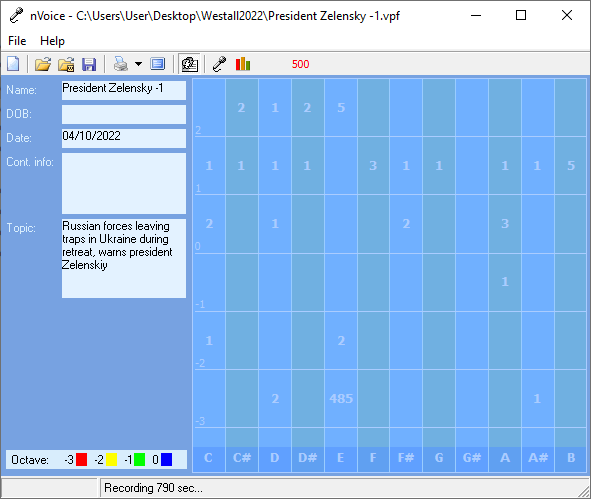 nVoice - C:\Users\User\Desktop\Westall2022\President Zelensky -1.vpf
File Help
500
Name: President Zelensky -1
DOB:
Date: 04/10/2022
Cont. info:
Topic: Russian forces leaving
traps in Ukraine during
retreat, warns president
Zelenskiy
2 1 2 5
2
1 1 1 1 3 1 1 1 1 5
1
2 1 2 3
0
1
-1
1 2
-2
2 485 1
-3
C C# D D# E F F# G G# A A# B
Octave: -3 -2 -1 0
Recording 790 sec...